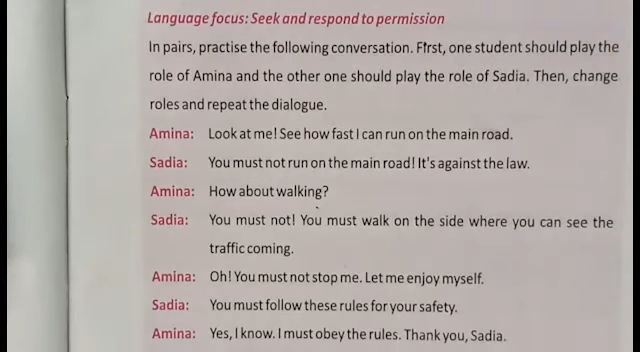 Language focus: Seek and respond to permission
In pairs, practise the following conversation. First, one student should play the
role of Amina and the other one should play the role of Sadia. Then, change
roles and repeat the dialogue.
Amina: Look at me! See how fast I can run on the main road.
Sadia: You must not run on the main road! It's against the law.
Amina: How about walking?
Sadia: You must not! You must walk on the side where you can see the
traffic coming.
Amina: Oh! You must not stop me. Let me enjoy myself.
Sadia: You must follow these rules for your safety.
Amina: Yes, I know. I must obey the rules. Thank you, Sadia.